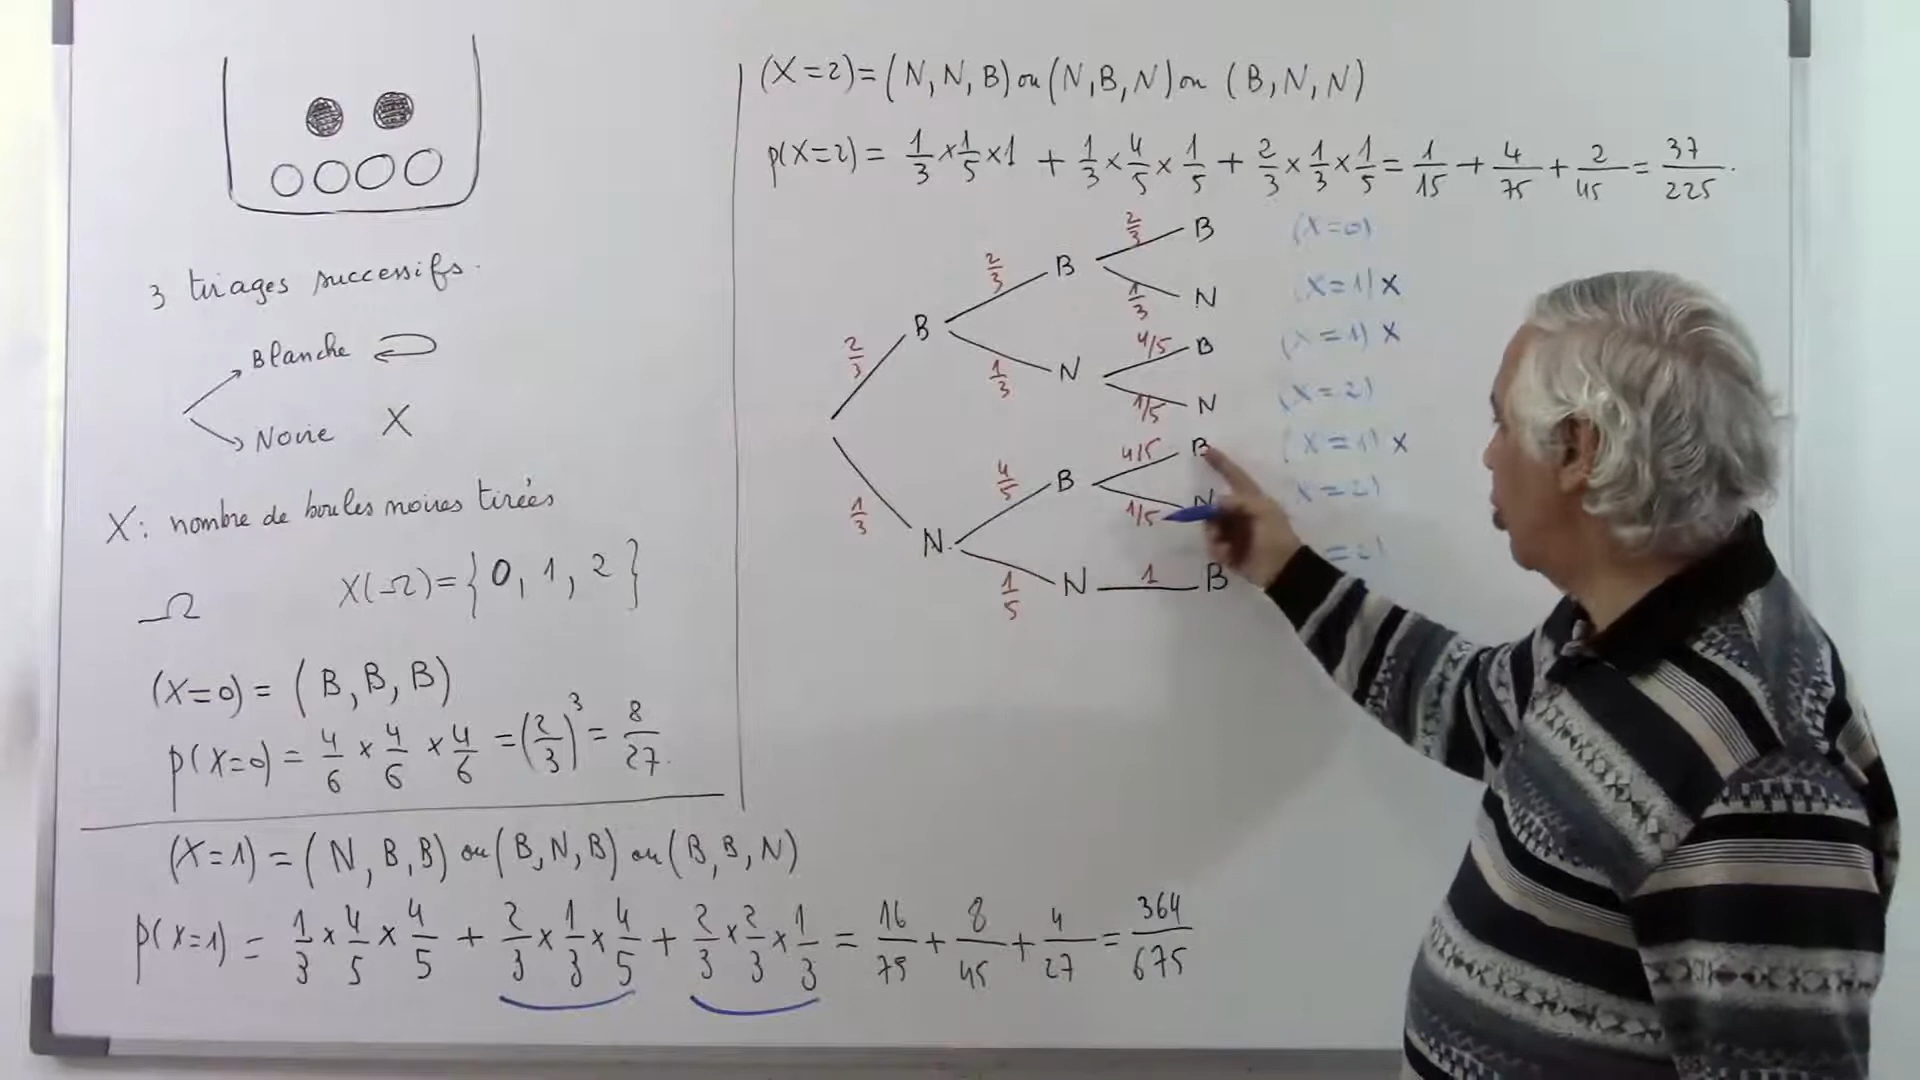 3 tirages successifs.
Blanche
Noire X
X: nombre de boules noires tirées
Ω X(Ω)={0, 1, 2}
(X=0) = (B, B, B)
p(X=0) = 4/6 × 4/6 × 4/6 = (2/3)³ = 8/27.
(X=1) = (N, B, B) ou (B, N, B) ou (B, B, N)
p(X=1) = 1/3 × 4/5 × 4/5 + 2/3 × 1/3 × 4/5 + 2/3 × 2/3 × 1/3 = 16/75 + 8/45 + 4/27 = 364/675
(X=2) = (N, N, B) ou (N, B, N) ou (B, N, N)
p(X=2) = 1/3 × 1/5 × 1 + 1/3 × 4/5 × 1/5 + 2/3 × 1/3 × 1/5 = 1/15 + 4/75 + 2/45 = 37/225.
2/3 B 2/3 B 2/3 B (X=0)
1/3 N (X=1) x
1/3 N 4/5 B (X=1) x
1/5 N (X=2)
1/3 N 4/5 B 4/5 B (X=1) x
1/5 N X=2)
1/5 N 1 B =2)